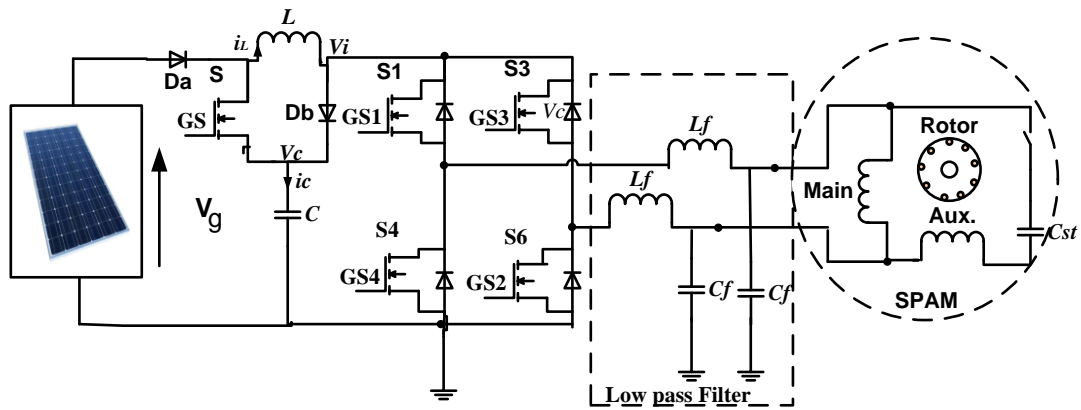 L
iL
Vi
Da
S
GS
Db
Vc
ic
C
Vg
S1
GS1
S3
GS3
Vc
S4
GS4
S6
GS2
Lf
Lf
Cf
Cf
Low pass Filter
Rotor
Main
Aux.
Cst
SPAM